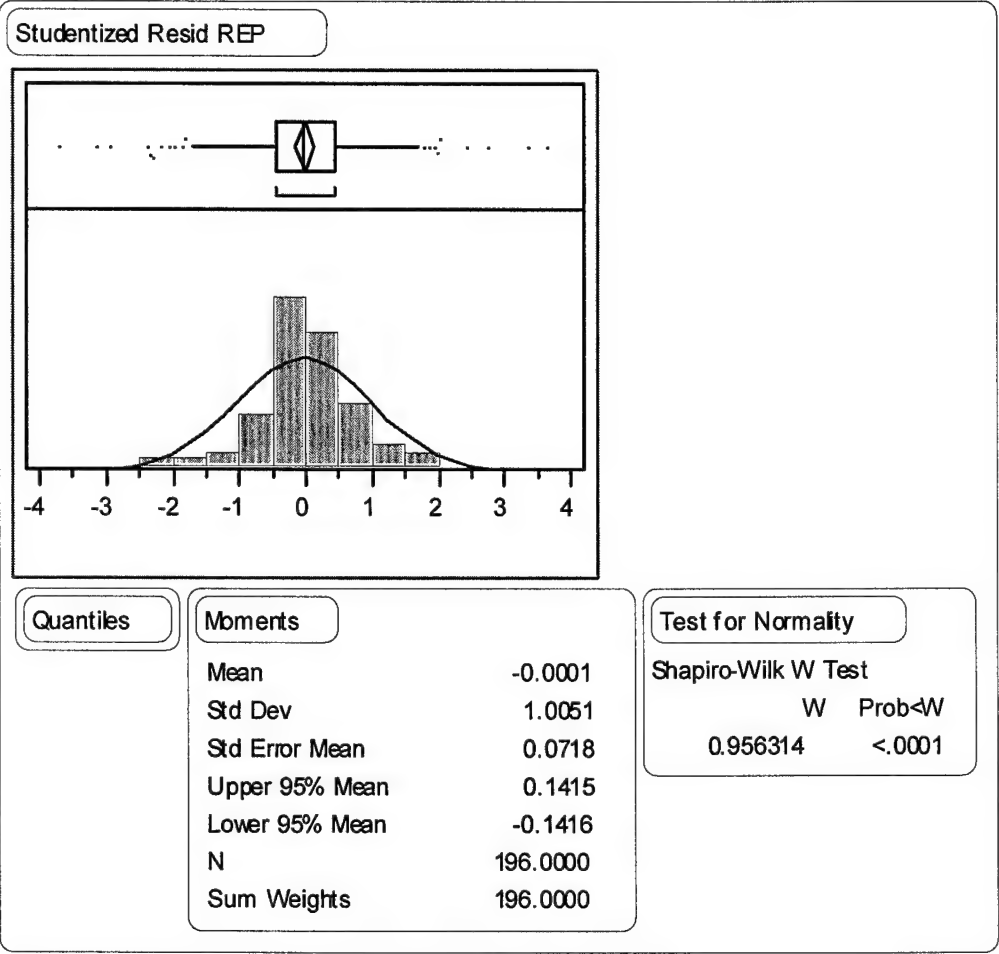 Studentized Resid REP
-4 -3 -2 -1 0 1 2 3 4
Quantiles
Moments
Mean -0.0001
Std Dev 1.0051
Std Error Mean 0.0718
Upper 95% Mean 0.1415
Lower 95% Mean -0.1416
N 196.0000
Sum Weights 196.0000
Test for Normality
Shapiro-Wilk W Test
W Prob<W
0.956314 <.0001